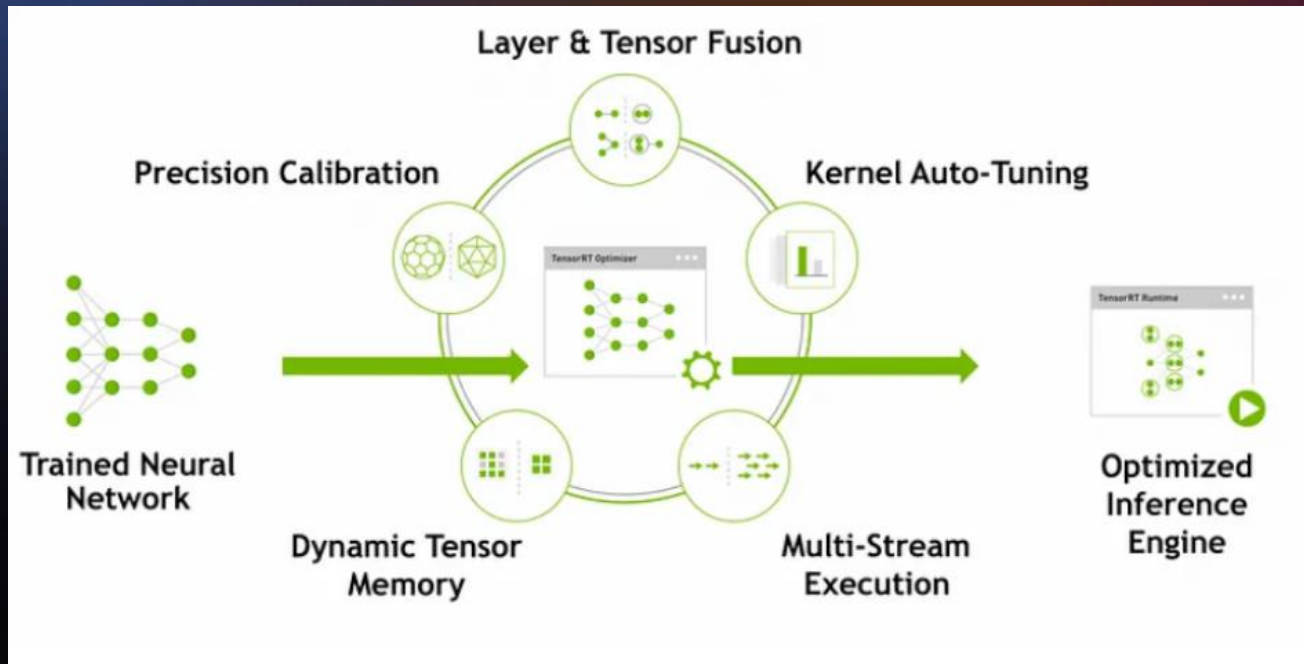 Layer & Tensor Fusion
Precision Calibration
Kernel Auto-Tuning
TensorRT Optimizer
TensorRT Runtime
Trained Neural
Network
Optimized
Inference
Engine
Dynamic Tensor
Memory
Multi-Stream
Execution